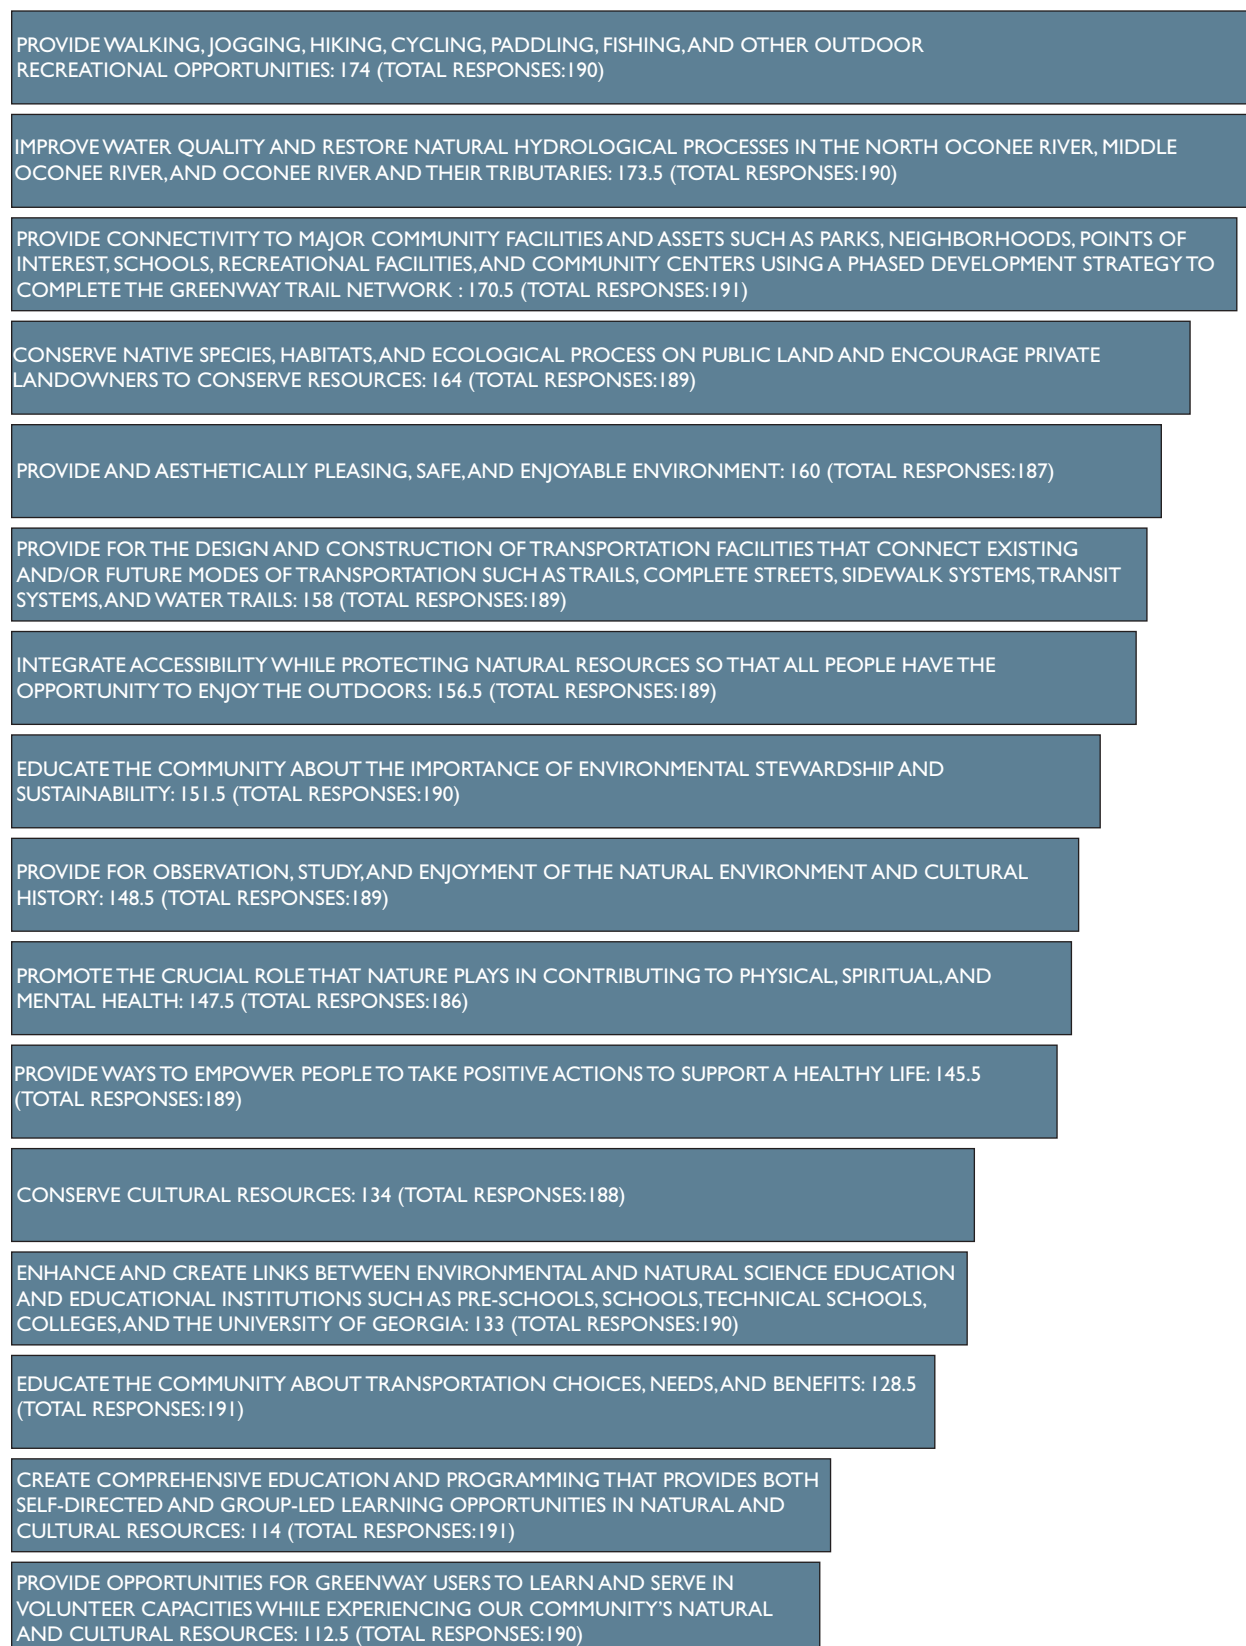 PROVIDE WALKING, JOGGING, HIKING, CYCLING, PADDLING, FISHING, AND OTHER OUTDOOR
RECREATIONAL OPPORTUNITIES: 174 (TOTAL RESPONSES:190)
IMPROVE WATER QUALITY AND RESTORE NATURAL HYDROLOGICAL PROCESSES IN THE NORTH OCONEE RIVER, MIDDLE
OCONEE RIVER, AND OCONEE RIVER AND THEIR TRIBUTARIES: 173.5 (TOTAL RESPONSES:190)
PROVIDE CONNECTIVITY TO MAJOR COMMUNITY FACILITIES AND ASSETS SUCH AS PARKS, NEIGHBORHOODS, POINTS OF
INTEREST, SCHOOLS, RECREATIONAL FACILITIES, AND COMMUNITY CENTERS USING A PHASED DEVELOPMENT STRATEGY TO
COMPLETE THE GREENWAY TRAIL NETWORK : 170.5 (TOTAL RESPONSES:191)
CONSERVE NATIVE SPECIES, HABITATS, AND ECOLOGICAL PROCESS ON PUBLIC LAND AND ENCOURAGE PRIVATE
LANDOWNERS TO CONSERVE RESOURCES: 164 (TOTAL RESPONSES:189)
PROVIDE AND AESTHETICALLY PLEASING, SAFE, AND ENJOYABLE ENVIRONMENT: 160 (TOTAL RESPONSES:187)
PROVIDE FOR THE DESIGN AND CONSTRUCTION OF TRANSPORTATION FACILITIES THAT CONNECT EXISTING
AND/OR FUTURE MODES OF TRANSPORTATION SUCH AS TRAILS, COMPLETE STREETS, SIDEWALK SYSTEMS, TRANSIT
SYSTEMS, AND WATER TRAILS: 158 (TOTAL RESPONSES:189)
INTEGRATE ACCESSIBILITY WHILE PROTECTING NATURAL RESOURCES SO THAT ALL PEOPLE HAVE THE
OPPORTUNITY TO ENJOY THE OUTDOORS: 156.5 (TOTAL RESPONSES:189)
EDUCATE THE COMMUNITY ABOUT THE IMPORTANCE OF ENVIRONMENTAL STEWARDSHIP AND
SUSTAINABILITY: 151.5 (TOTAL RESPONSES:190)
PROVIDE FOR OBSERVATION, STUDY, AND ENJOYMENT OF THE NATURAL ENVIRONMENT AND CULTURAL
HISTORY: 148.5 (TOTAL RESPONSES:189)
PROMOTE THE CRUCIAL ROLE THAT NATURE PLAYS IN CONTRIBUTING TO PHYSICAL, SPIRITUAL, AND
MENTAL HEALTH: 147.5 (TOTAL RESPONSES:186)
PROVIDE WAYS TO EMPOWER PEOPLE TO TAKE POSITIVE ACTIONS TO SUPPORT A HEALTHY LIFE: 145.5
(TOTAL RESPONSES:189)
CONSERVE CULTURAL RESOURCES: 134 (TOTAL RESPONSES:188)
ENHANCE AND CREATE LINKS BETWEEN ENVIRONMENTAL AND NATURAL SCIENCE EDUCATION
AND EDUCATIONAL INSTITUTIONS SUCH AS PRE-SCHOOLS, SCHOOLS, TECHNICAL SCHOOLS,
COLLEGES, AND THE UNIVERSITY OF GEORGIA: 133 (TOTAL RESPONSES:190)
EDUCATE THE COMMUNITY ABOUT TRANSPORTATION CHOICES, NEEDS, AND BENEFITS: 128.5
(TOTAL RESPONSES:191)
CREATE COMPREHENSIVE EDUCATION AND PROGRAMMING THAT PROVIDES BOTH
SELF-DIRECTED AND GROUP-LED LEARNING OPPORTUNITIES IN NATURAL AND
CULTURAL RESOURCES: 114 (TOTAL RESPONSES:191)
PROVIDE OPPORTUNITIES FOR GREENWAY USERS TO LEARN AND SERVE IN
VOLUNTEER CAPACITIES WHILE EXPERIENCING OUR COMMUNITY'S NATURAL
AND CULTURAL RESOURCES: 112.5 (TOTAL RESPONSES:190)